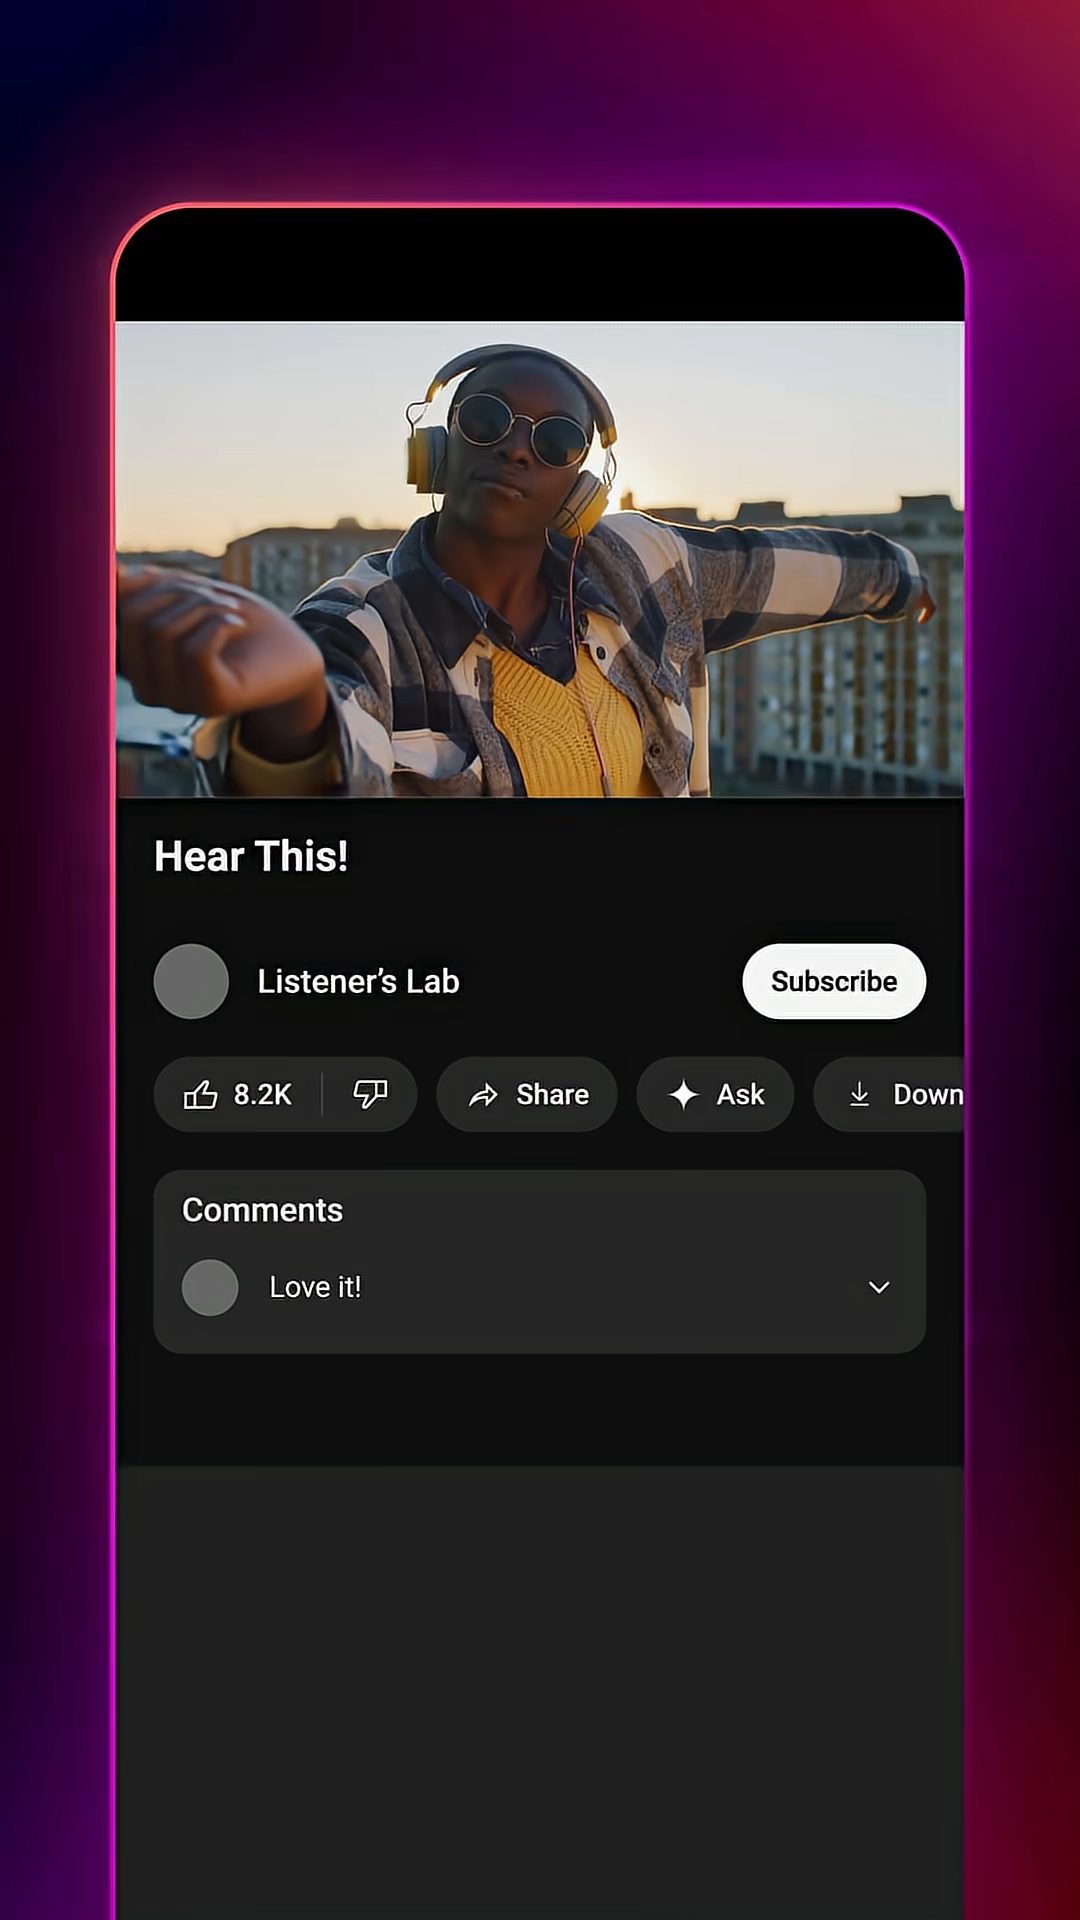 Hear This!
Listener’s Lab
Subscribe
8.2K
Share
Ask
Down
Comments
Love it!